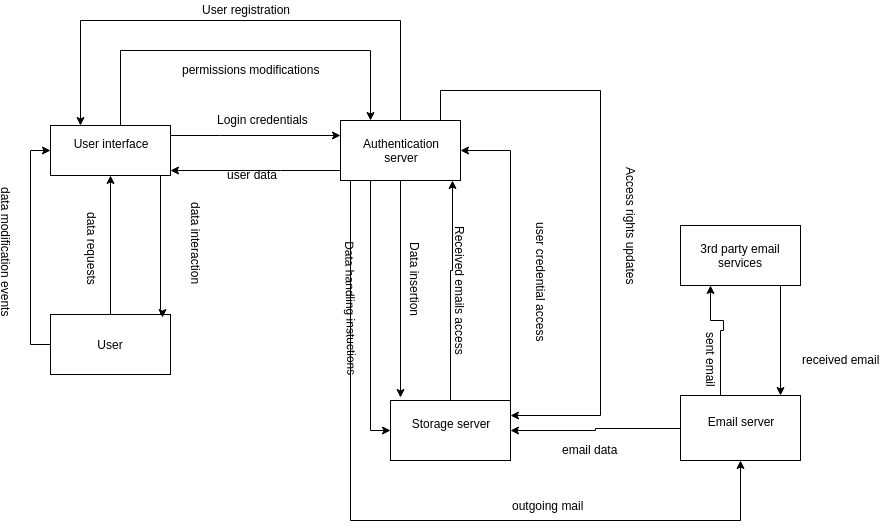 User registration
permissions modifications
Login credentials
User interface
Authentication
server
user data
data modification events
data requests
data interaction
Data handling instuctions
Data insertion
Received emails access
user credential access
Access rights updates
3rd party email
services
User
sent email
received email
Storage server
Email server
email data
outgoing mail